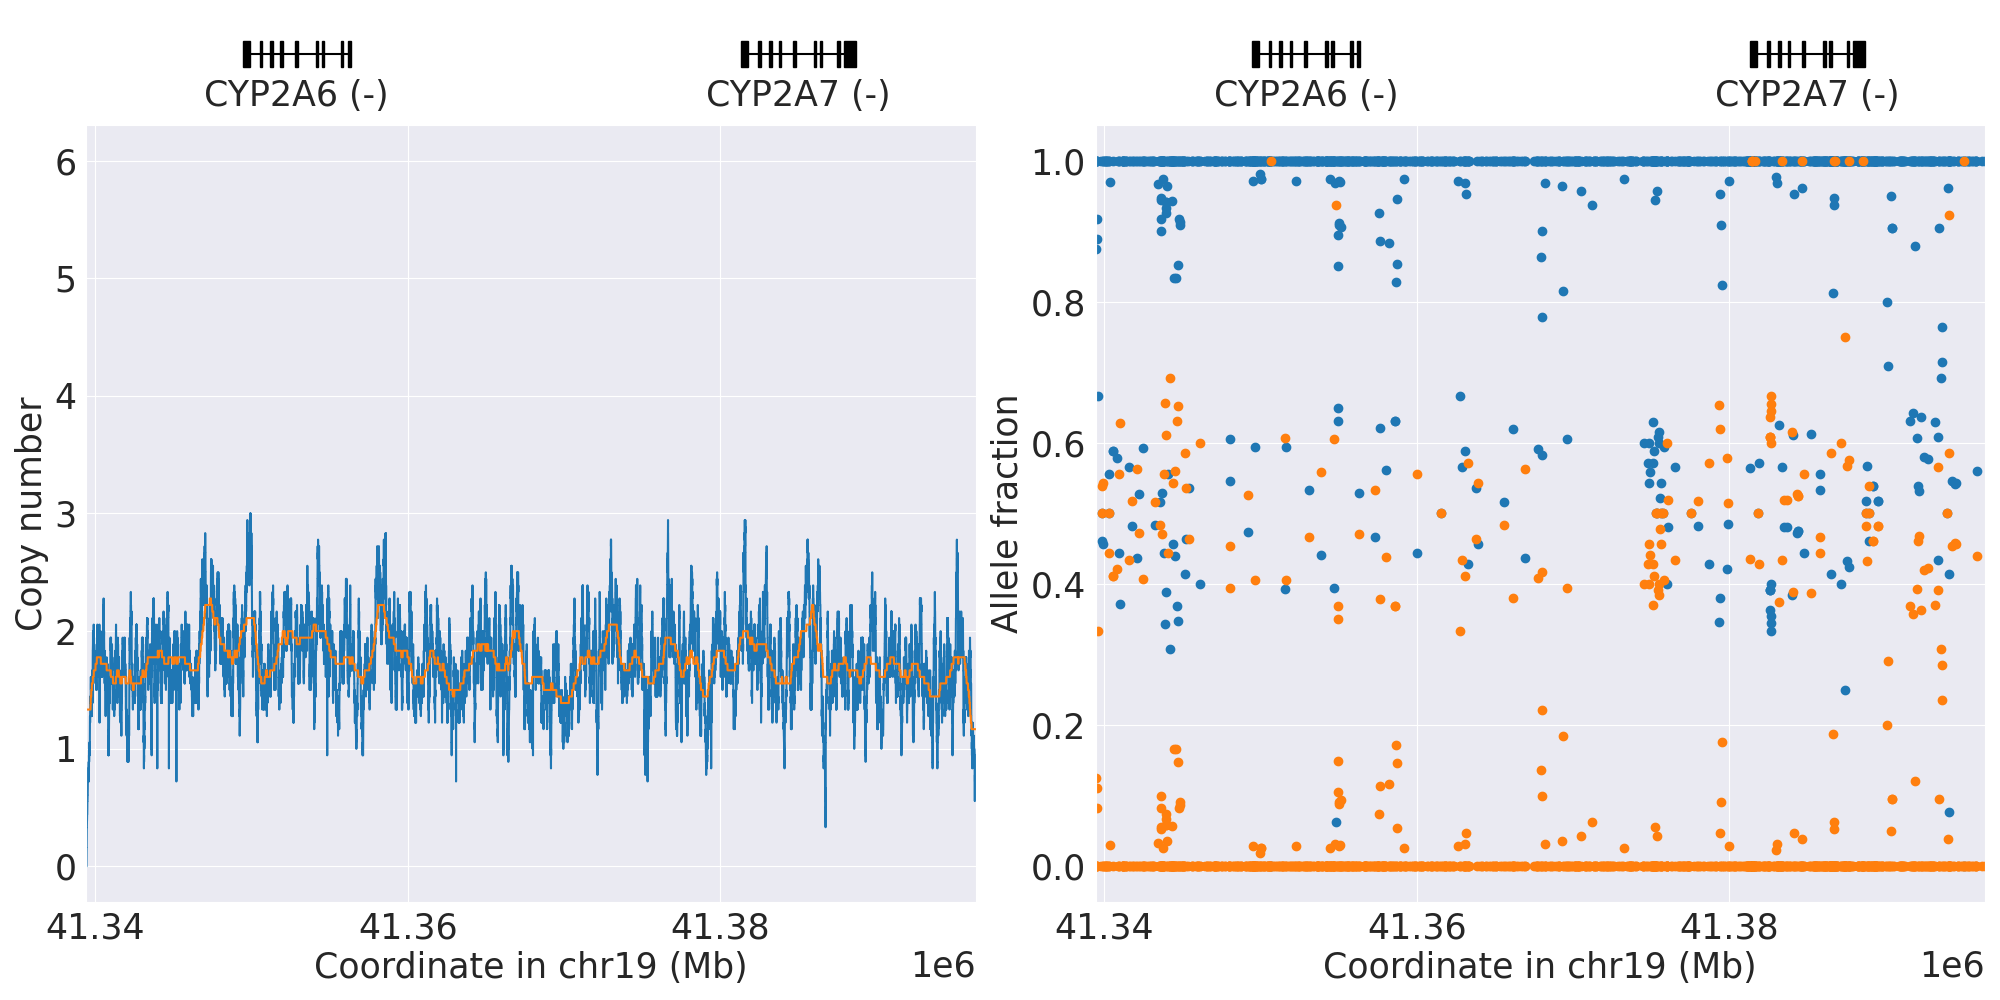 CYP2A6 (-)
CYP2A7 (-)
6
5
4
3
2
1
0
Copy number
41.34
41.36
41.38
Coordinate in chr19 (Mb)
1e6
CYP2A6 (-)
CYP2A7 (-)
1.0
0.8
0.6
0.4
0.2
0.0
Allele fraction
41.34
41.36
41.38
Coordinate in chr19 (Mb)
1e6